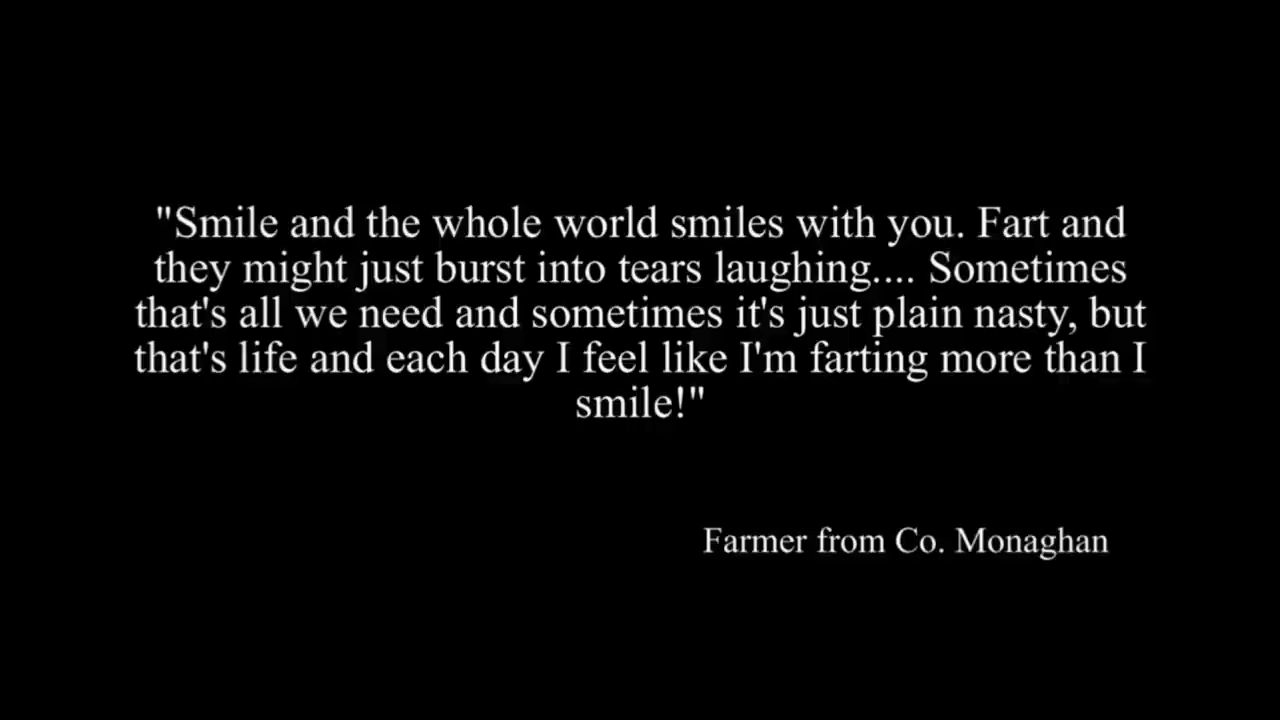 "Smile and the whole world smiles with you. Fart and
they might just burst into tears laughing.... Sometimes
that's all we need and sometimes it's just plain nasty, but
that's life and each day I feel like I'm farting more than I
smile!"
Farmer from Co. Monaghan